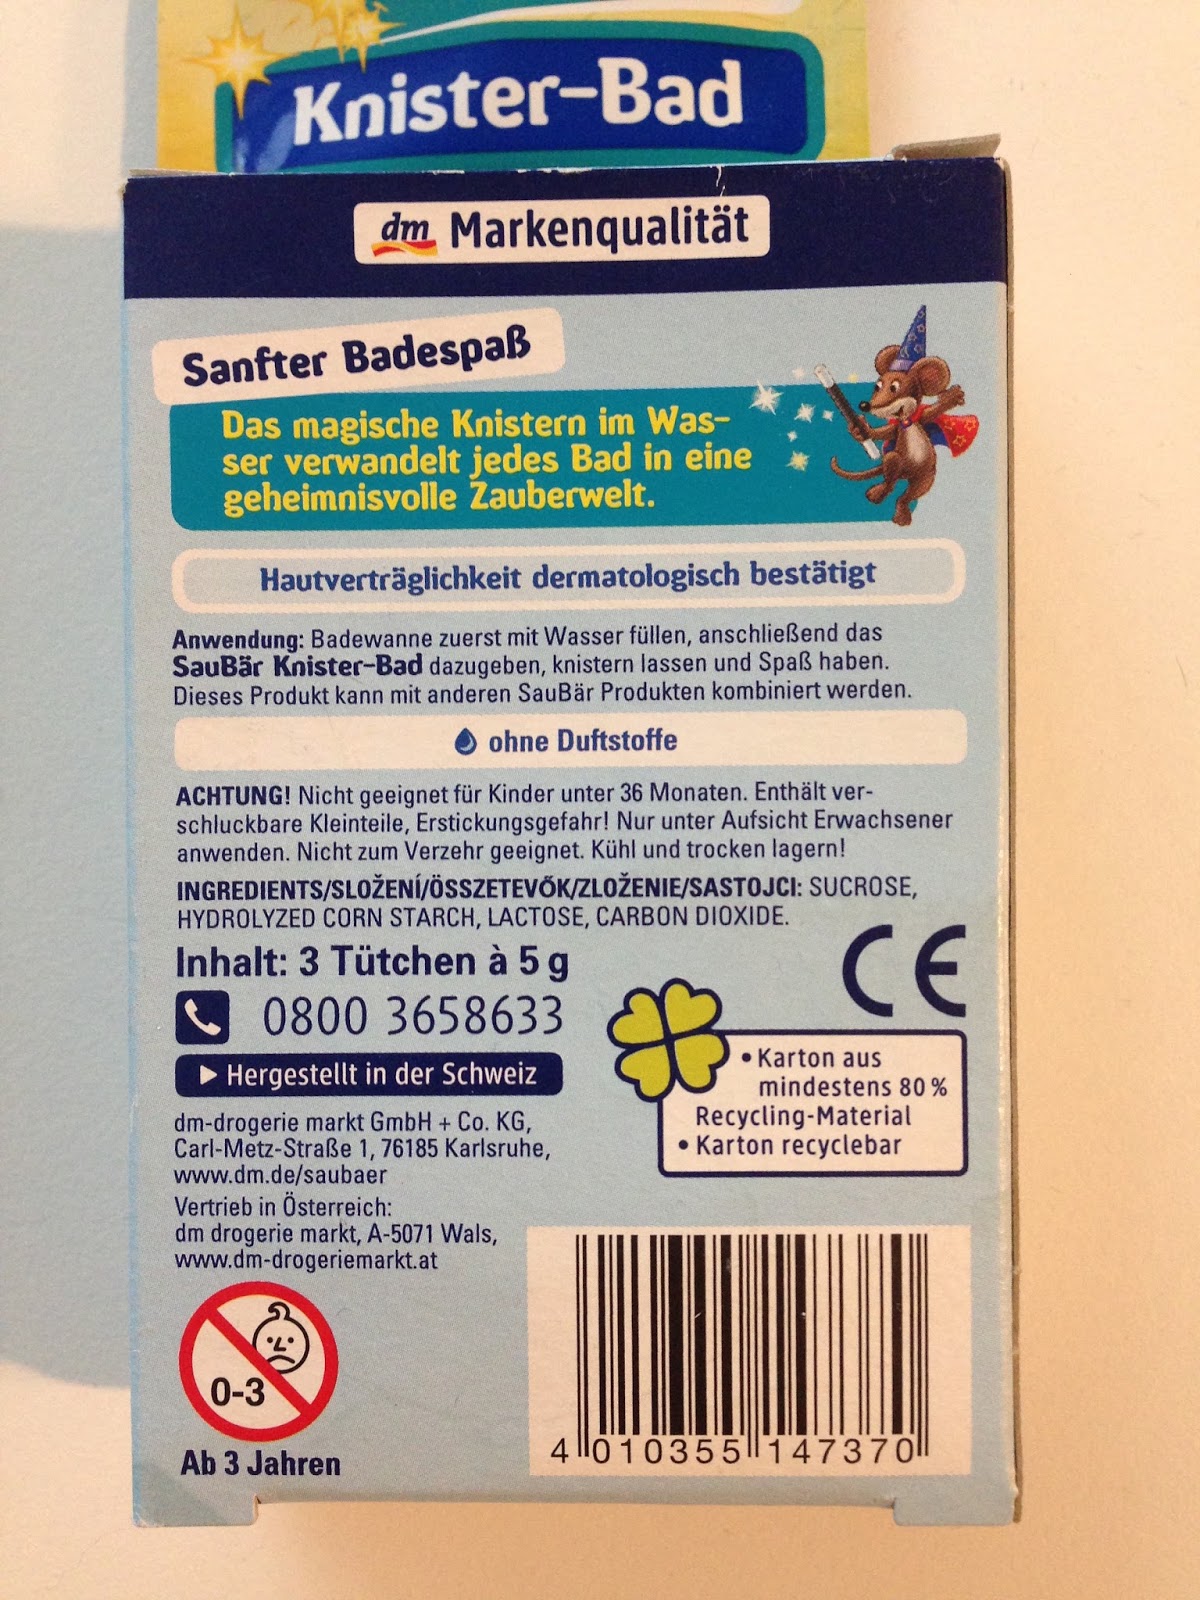 Knister-Bad
dm Markenqualität
Sanfter Badespaß
Das magische Knistern im Was-
ser verwandelt jedes Bad in eine
geheimnisvolle Zauberwelt.
Hautverträglichkeit dermatologisch bestätigt
Anwendung: Badewanne zuerst mit Wasser füllen, anschließend das
SauBär Knister-Bad dazugeben, knistern lassen und Spaß haben.
Dieses Produkt kann mit anderen SauBär Produkten kombiniert werden.
ohne Duftstoffe
ACHTUNG! Nicht geeignet für Kinder unter 36 Monaten. Enthält ver-
schluckbare Kleinteile, Erstickungsgefahr! Nur unter Aufsicht Erwachsener
anwenden. Nicht zum Verzehr geeignet. Kühl und trocken lagern!
INGREDIENTS/SLOŽENÍ/ÖSSZETEVŐK/ZLOŽENIE/SASTOJCI: SUCROSE,
HYDROLYZED CORN STARCH, LACTOSE, CARBON DIOXIDE.
Inhalt: 3 Tütchen à 5 g
CE
0800 3658633
Hergestellt in der Schweiz
• Karton aus
mindestens 80 %
Recycling-Material
• Karton recyclebar
dm-drogerie markt GmbH + Co. KG,
Carl-Metz-Straße 1, 76185 Karlsruhe,
www.dm.de/saubaer
Vertrieb in Österreich:
dm drogerie markt, A-5071 Wals,
www.dm-drogeriemarkt.at
0-3
Ab 3 Jahren
4 010355 147370